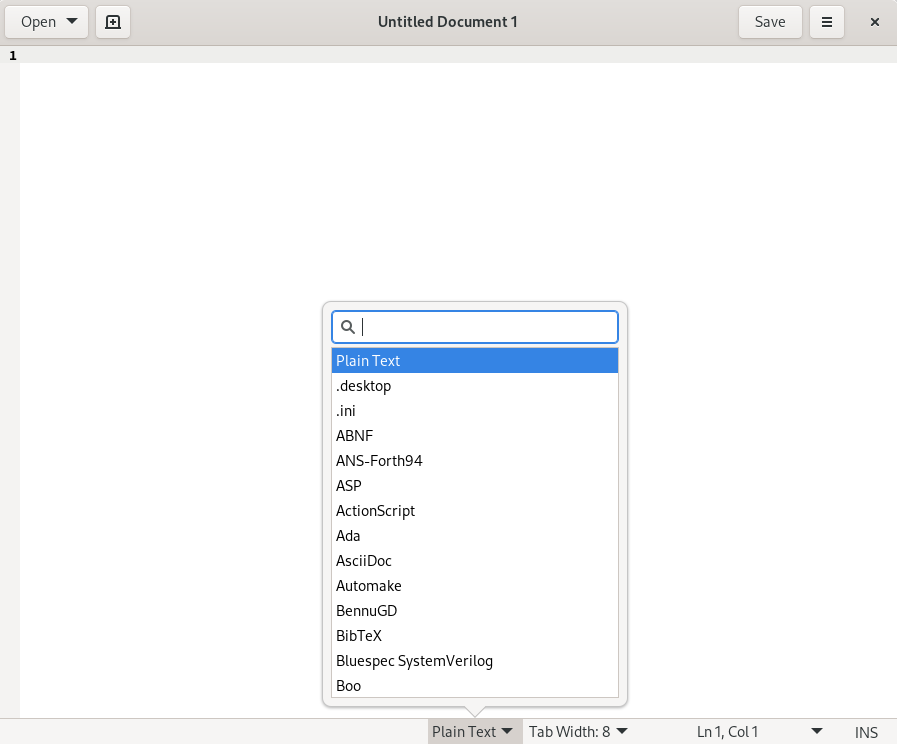 Open
Untitled Document 1
Save
1
Plain Text
.desktop
.ini
ABNF
ANS-Forth94
ASP
ActionScript
Ada
AsciiDoc
Automake
BennuGD
BibTeX
Bluespec SystemVerilog
Boo
Plain Text
Tab Width: 8
Ln 1, Col 1
INS